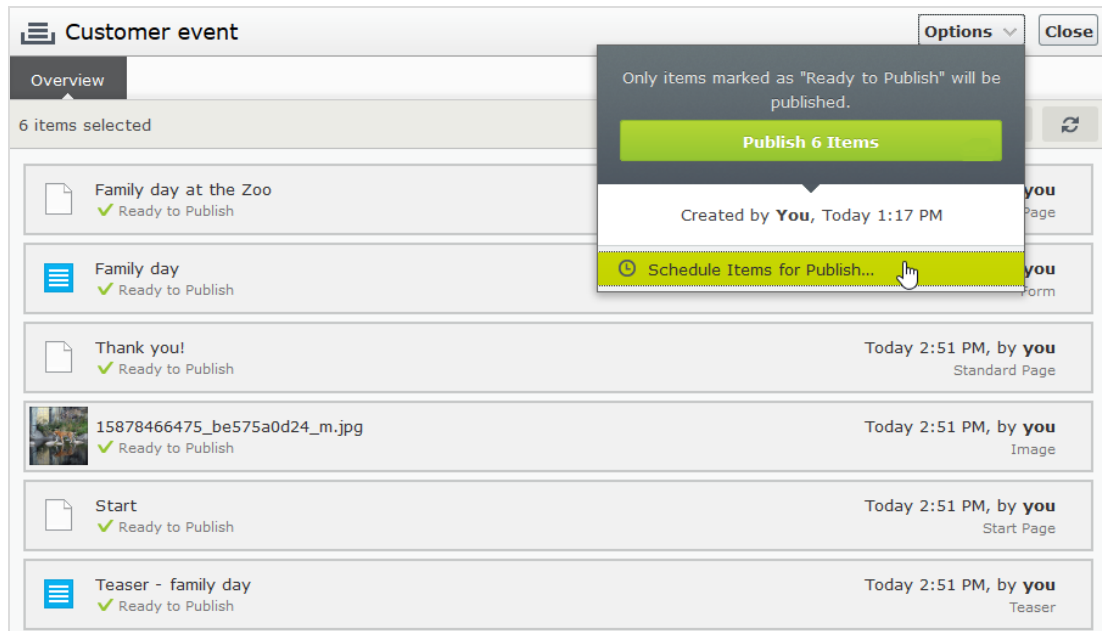 Customer event
Options
Close
Overview
Only items marked as "Ready to Publish" will be
published.
6 items selected
Publish 6 Items
Family day at the Zoo
you
Ready to Publish
Page
Created by You, Today 1:17 PM
Family day
Schedule Items for Publish...
you
Ready to Publish
Form
Thank you!
Today 2:51 PM, by you
Ready to Publish
Standard Page
15878466475_be575a0d24_m.jpg
Today 2:51 PM, by you
Ready to Publish
Image
Start
Today 2:51 PM, by you
Ready to Publish
Start Page
Teaser - family day
Today 2:51 PM, by you
Ready to Publish
Teaser